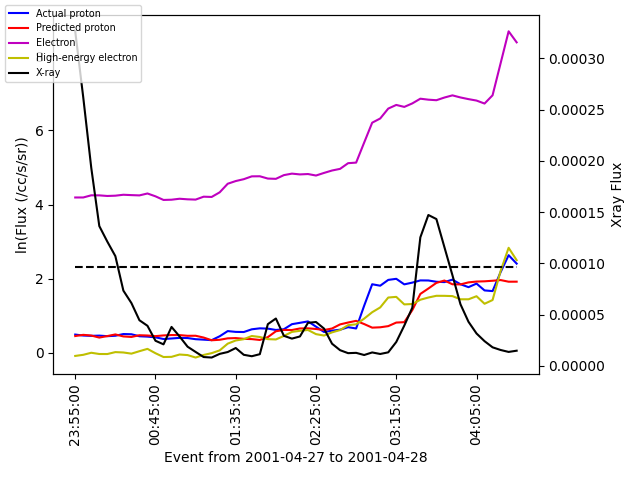 Actual proton
Predicted proton
Electron
High-energy electron
X-ray
ln(Flux (/cc/s/sr))
6
4
2
0
0.00030
0.00025
0.00020
0.00015
0.00010
0.00005
0.00000
Xray Flux
23:55:00
00:45:00
01:35:00
02:25:00
03:15:00
04:05:00
Event from 2001-04-27 to 2001-04-28